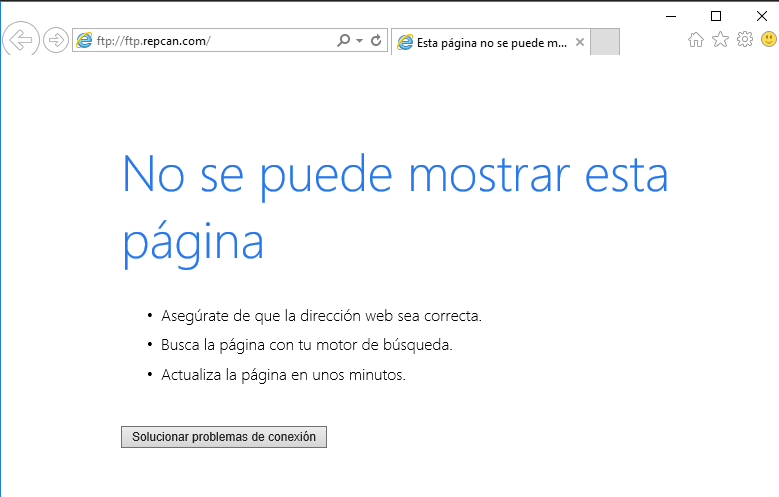 ftp://ftp.repcan.com/
Esta página no se puede m...
No se puede mostrar esta
página
• Asegúrate de que la dirección web sea correcta.
• Busca la página con tu motor de búsqueda.
• Actualiza la página en unos minutos.
Solucionar problemas de conexión